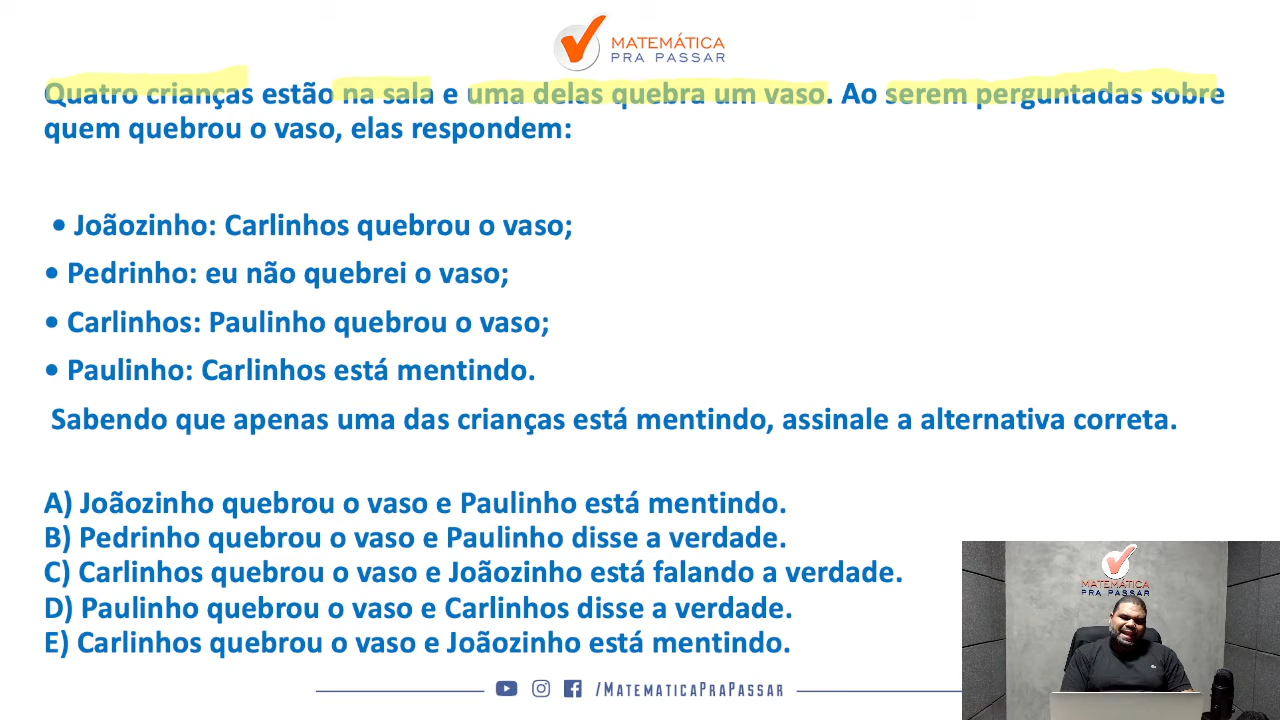 MATEMÁTICA
PRA PASSAR
Quatro crianças estão na sala e uma delas quebra um vaso. Ao serem perguntadas sobre
quem quebrou o vaso, elas respondem:
• Joãozinho: Carlinhos quebrou o vaso;
• Pedrinho: eu não quebrei o vaso;
• Carlinhos: Paulinho quebrou o vaso;
• Paulinho: Carlinhos está mentindo.
Sabendo que apenas uma das crianças está mentindo, assinale a alternativa correta.
A) Joãozinho quebrou o vaso e Paulinho está mentindo.
B) Pedrinho quebrou o vaso e Paulinho disse a verdade.
C) Carlinhos quebrou o vaso e Joãozinho está falando a verdade.
D) Paulinho quebrou o vaso e Carlinhos disse a verdade.
E) Carlinhos quebrou o vaso e Joãozinho está mentindo.
MATEMÁTICA
PRA PASSAR
/MATEMATICAPRAPASSAR